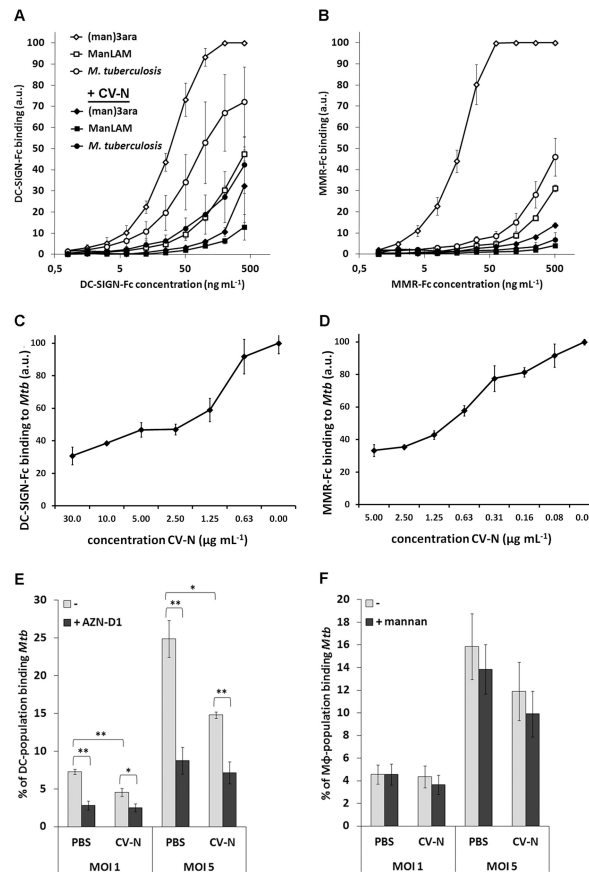 A
DC-SIGN-Fc binding (a.u.)
100
90
80
70
60
50
40
30
20
10
0
(man)3ara
ManLAM
M. tuberculosis
+ CV-N
(man)3ara
ManLAM
M. tuberculosis
0,5
5
50
500
DC-SIGN-Fc concentration (ng mL⁻¹)
B
MMR-Fc binding (a.u.)
100
90
80
70
60
50
40
30
20
10
0
0,5
5
50
500
MMR-Fc concentration (ng mL⁻¹)
C
DC-SIGN-Fc binding to Mtb (a.u.)
100
80
60
40
20
0
30.0
10.0
5.00
2.50
1.25
0.63
0.00
concentration CV-N (µg mL⁻¹)
D
MMR-Fc binding to Mtb (a.u.)
100
80
60
40
20
0
5.00
2.50
1.25
0.63
0.31
0.16
0.08
0.0
concentration CV-N (µg mL⁻¹)
E
% of DC-population binding Mtb
30
25
20
15
10
5
0
-
+ AZN-D1
**
**
*
**
*
**
PBS
CV-N
PBS
CV-N
MOI 1
MOI 5
F
% of Mϕ-population binding Mtb
20
18
16
14
12
10
8
6
4
2
0
-
+ mannan
PBS
CV-N
PBS
CV-N
MOI 1
MOI 5